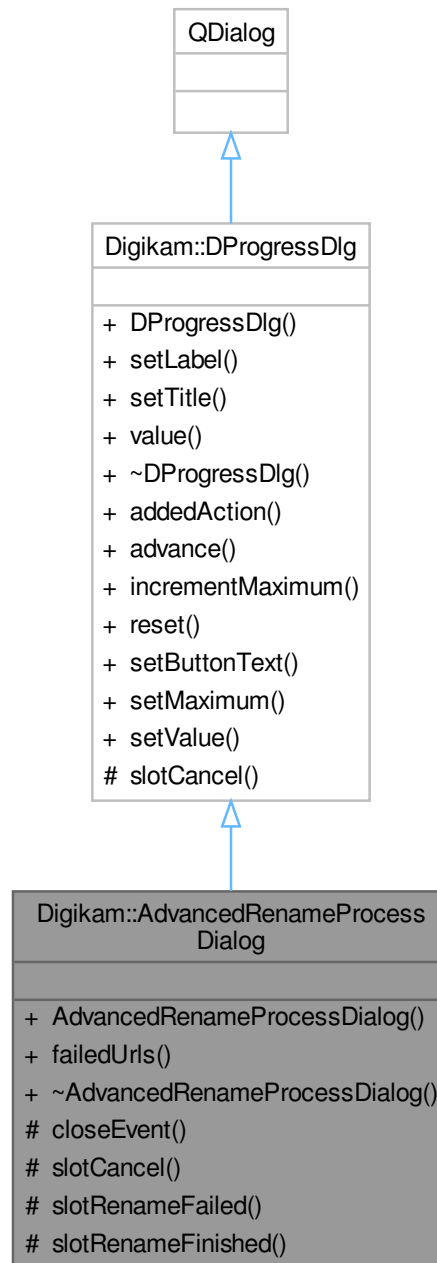 QDialog
Digikam::DProgressDlg
+ DProgressDlg()
+ setLabel()
+ setTitle()
+ value()
+ ~DProgressDlg()
+ addedAction()
+ advance()
+ incrementMaximum()
+ reset()
+ setButtonText()
+ setMaximum()
+ setValue()
# slotCancel()
Digikam::AdvancedRenameProcess
Dialog
+ AdvancedRenameProcessDialog()
+ failedUrls()
+ ~AdvancedRenameProcessDialog()
# closeEvent()
# slotCancel()
# slotRenameFailed()
# slotRenameFinished()